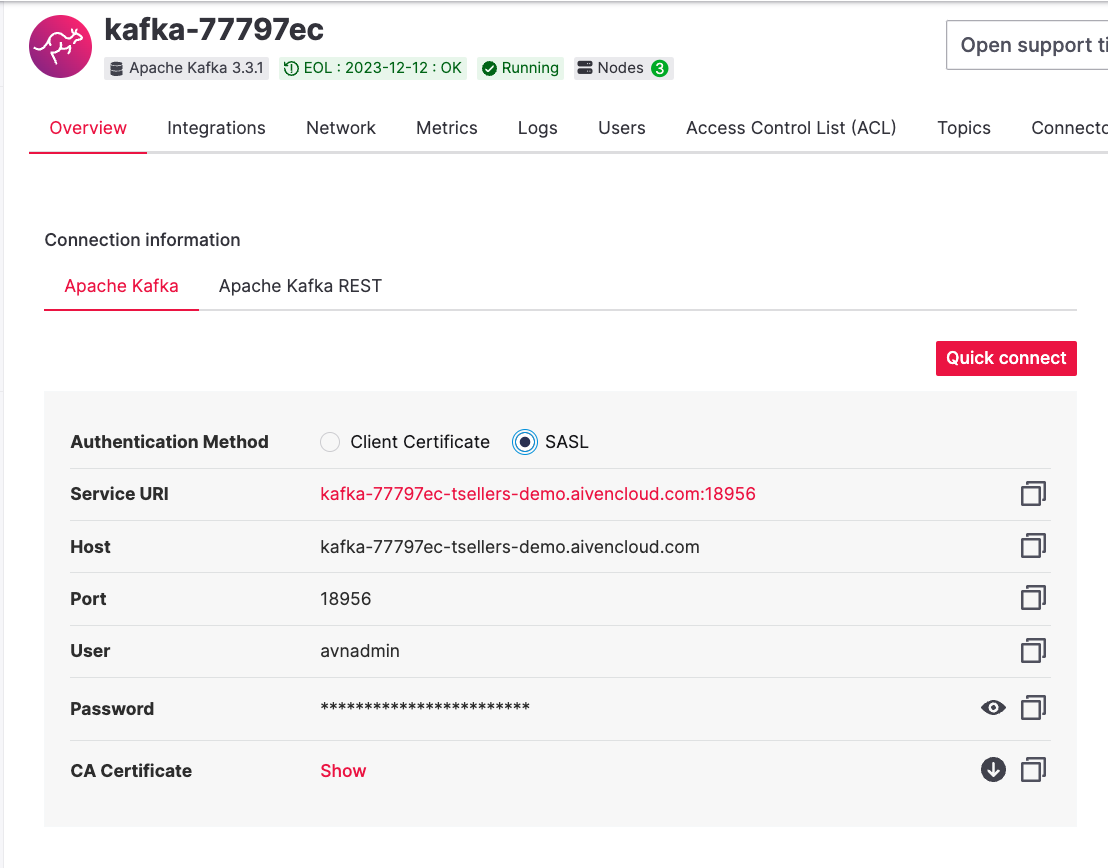 kafka-77797ec
Apache Kafka 3.3.1 EOL : 2023-12-12 : OK Running Nodes 3
Open support ti
Overview Integrations Network Metrics Logs Users Access Control List (ACL) Topics Connecto
Connection information
Apache Kafka Apache Kafka REST
Quick connect
Authentication Method Client Certificate SASL
Service URI kafka-77797ec-tsellers-demo.aivencloud.com:18956
Host kafka-77797ec-tsellers-demo.aivencloud.com
Port 18956
User avnadmin
Password ************************
CA Certificate Show